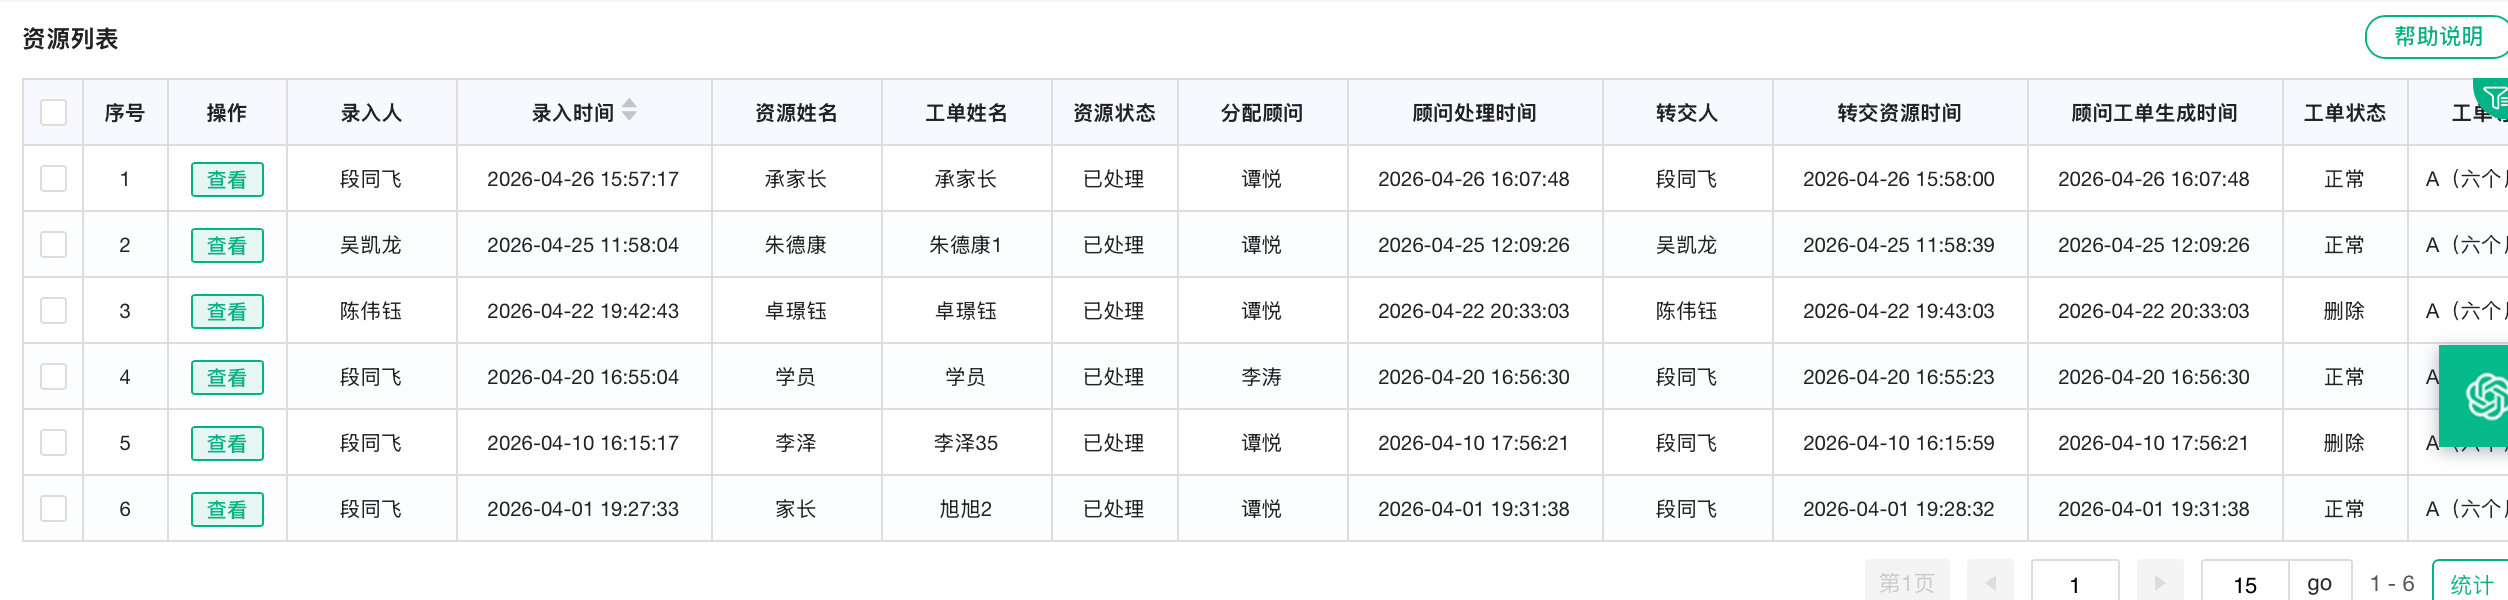 资源列表
帮助说明
序号 操作 录入人 录入时间 资源姓名 工单姓名 资源状态 分配顾问 顾问处理时间 转交人 转交资源时间 顾问工单生成时间 工单状态 工单
1 查看 段同飞 2026-04-26 15:57:17 承家长 承家长 已处理 谭悦 2026-04-26 16:07:48 段同飞 2026-04-26 15:58:00 2026-04-26 16:07:48 正常 A（六个
2 查看 吴凯龙 2026-04-25 11:58:04 朱德康 朱德康1 已处理 谭悦 2026-04-25 12:09:26 吴凯龙 2026-04-25 11:58:39 2026-04-25 12:09:26 正常 A（六个
3 查看 陈伟钰 2026-04-22 19:42:43 卓璟钰 卓璟钰 已处理 谭悦 2026-04-22 20:33:03 陈伟钰 2026-04-22 19:43:03 2026-04-22 20:33:03 删除 A（六个
4 查看 段同飞 2026-04-20 16:55:04 学员 学员 已处理 李涛 2026-04-20 16:56:30 段同飞 2026-04-20 16:55:23 2026-04-20 16:56:30 正常 A
5 查看 段同飞 2026-04-10 16:15:17 李泽 李泽35 已处理 谭悦 2026-04-10 17:56:21 段同飞 2026-04-10 16:15:59 2026-04-10 17:56:21 删除 A
6 查看 段同飞 2026-04-01 19:27:33 家长 旭旭2 已处理 谭悦 2026-04-01 19:31:38 段同飞 2026-04-01 19:28:32 2026-04-01 19:31:38 正常 A（六个
第1页 1 15 go 1 - 6 统计